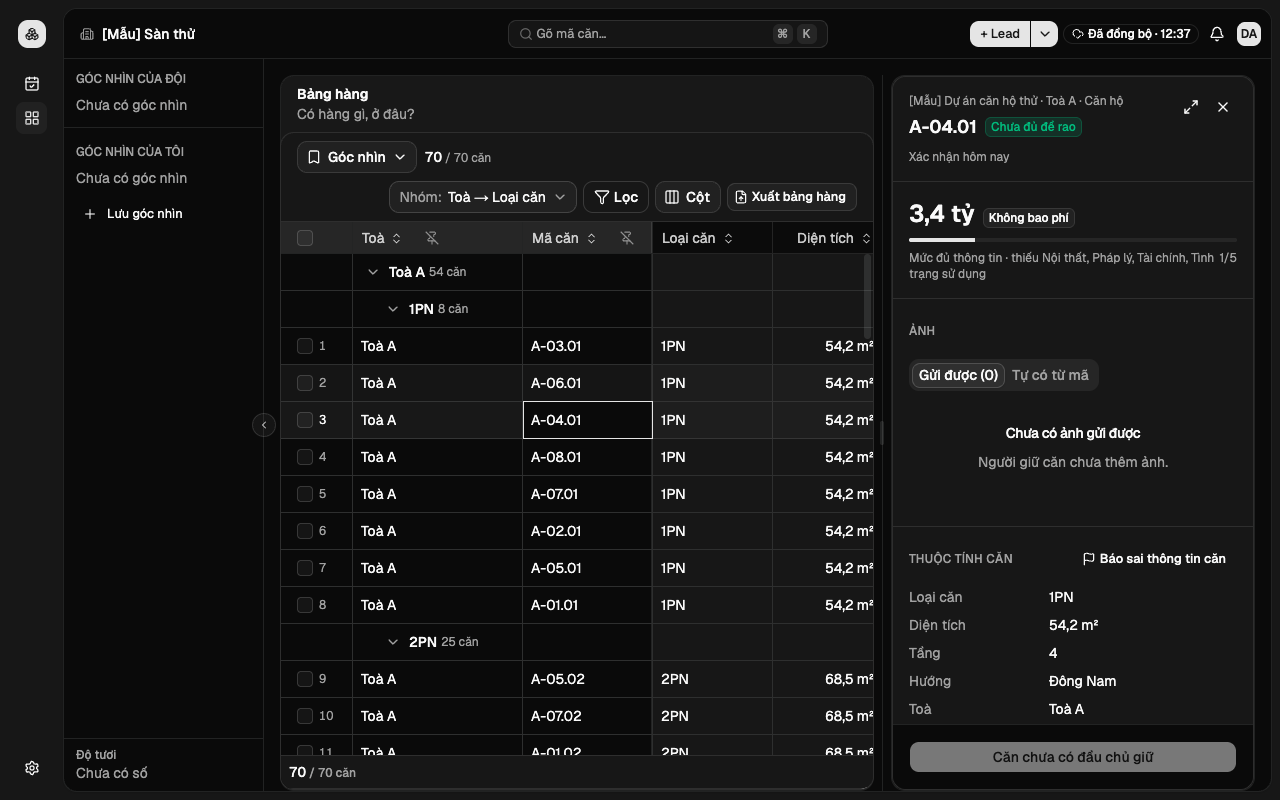 [Mẫu] Sàn thử
Gõ mã căn...
⌘ K
+ Lead
Đã đồng bộ · 12:37
DA
GÓC NHÌN CỦA ĐỘI
Chưa có góc nhìn
GÓC NHÌN CỦA TÔI
Chưa có góc nhìn
+ Lưu góc nhìn
Độ tươi
Chưa có số
Bảng hàng
Có hàng gì, ở đâu?
Góc nhìn
70 / 70 căn
Nhóm: Toà → Loại căn
Lọc
Cột
Xuất bảng hàng
Toà Mã căn Loại căn Diện tích
Toà A 54 căn
1PN 8 căn
1 Toà A A-03.01 1PN 54,2 m²
2 Toà A A-06.01 1PN 54,2 m²
3 Toà A A-04.01 1PN 54,2 m²
4 Toà A A-08.01 1PN 54,2 m²
5 Toà A A-07.01 1PN 54,2 m²
6 Toà A A-02.01 1PN 54,2 m²
7 Toà A A-05.01 1PN 54,2 m²
8 Toà A A-01.01 1PN 54,2 m²
2PN 25 căn
9 Toà A A-05.02 2PN 68,5 m²
10 Toà A A-07.02 2PN 68,5 m²
11 Toà A A-01.02 2PN 68,5 m²
70 / 70 căn
[Mẫu] Dự án căn hộ thử · Toà A · Căn hộ
A-04.01 Chưa đủ để rao
Xác nhận hôm nay
3,4 tỷ Không bao phí
Mức đủ thông tin · thiếu Nội thất, Pháp lý, Tài chính, Tình 1/5
trạng sử dụng
ẢNH
Gửi được (0) Tự có từ mã
Chưa có ảnh gửi được
Người giữ căn chưa thêm ảnh.
THUỘC TÍNH CĂN
Báo sai thông tin căn
Loại căn 1PN
Diện tích 54,2 m²
Tầng 4
Hướng Đông Nam
Toà Toà A
Căn chưa có đầu chủ giữ